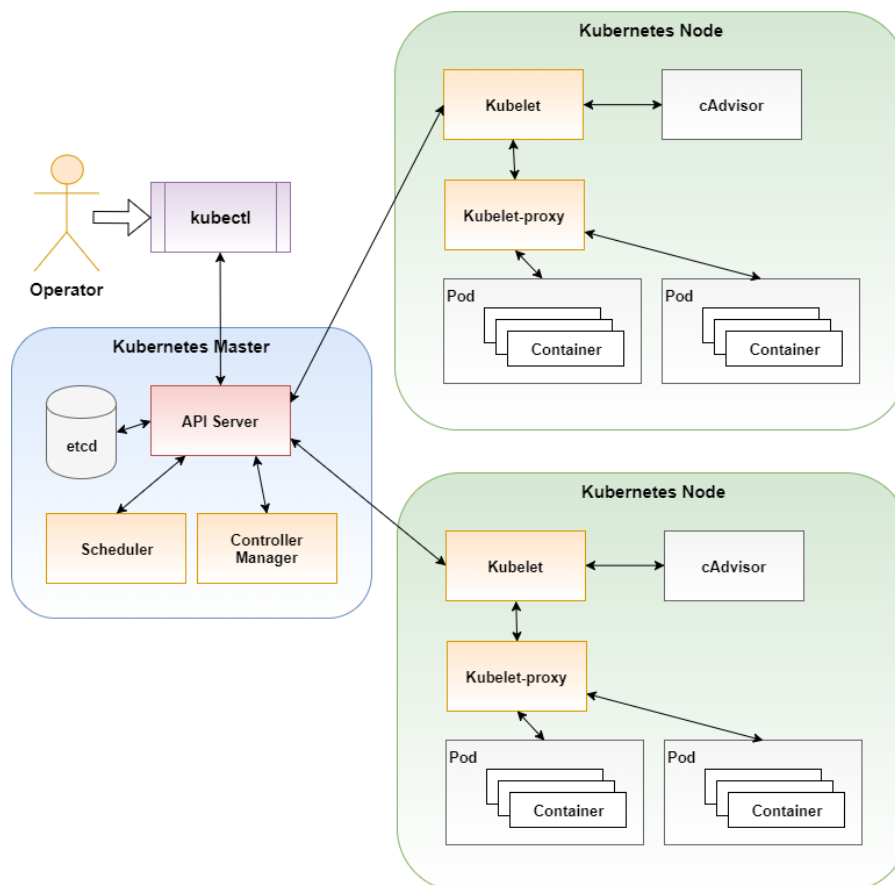 Kubernetes Node
Kubelet
cAdvisor
Kubelet-proxy
Pod
Container
Pod
Container
kubectl
Operator
Kubernetes Master
API Server
etcd
Scheduler
Controller
Manager
Kubernetes Node
Kubelet
cAdvisor
Kubelet-proxy
Pod
Container
Pod
Container